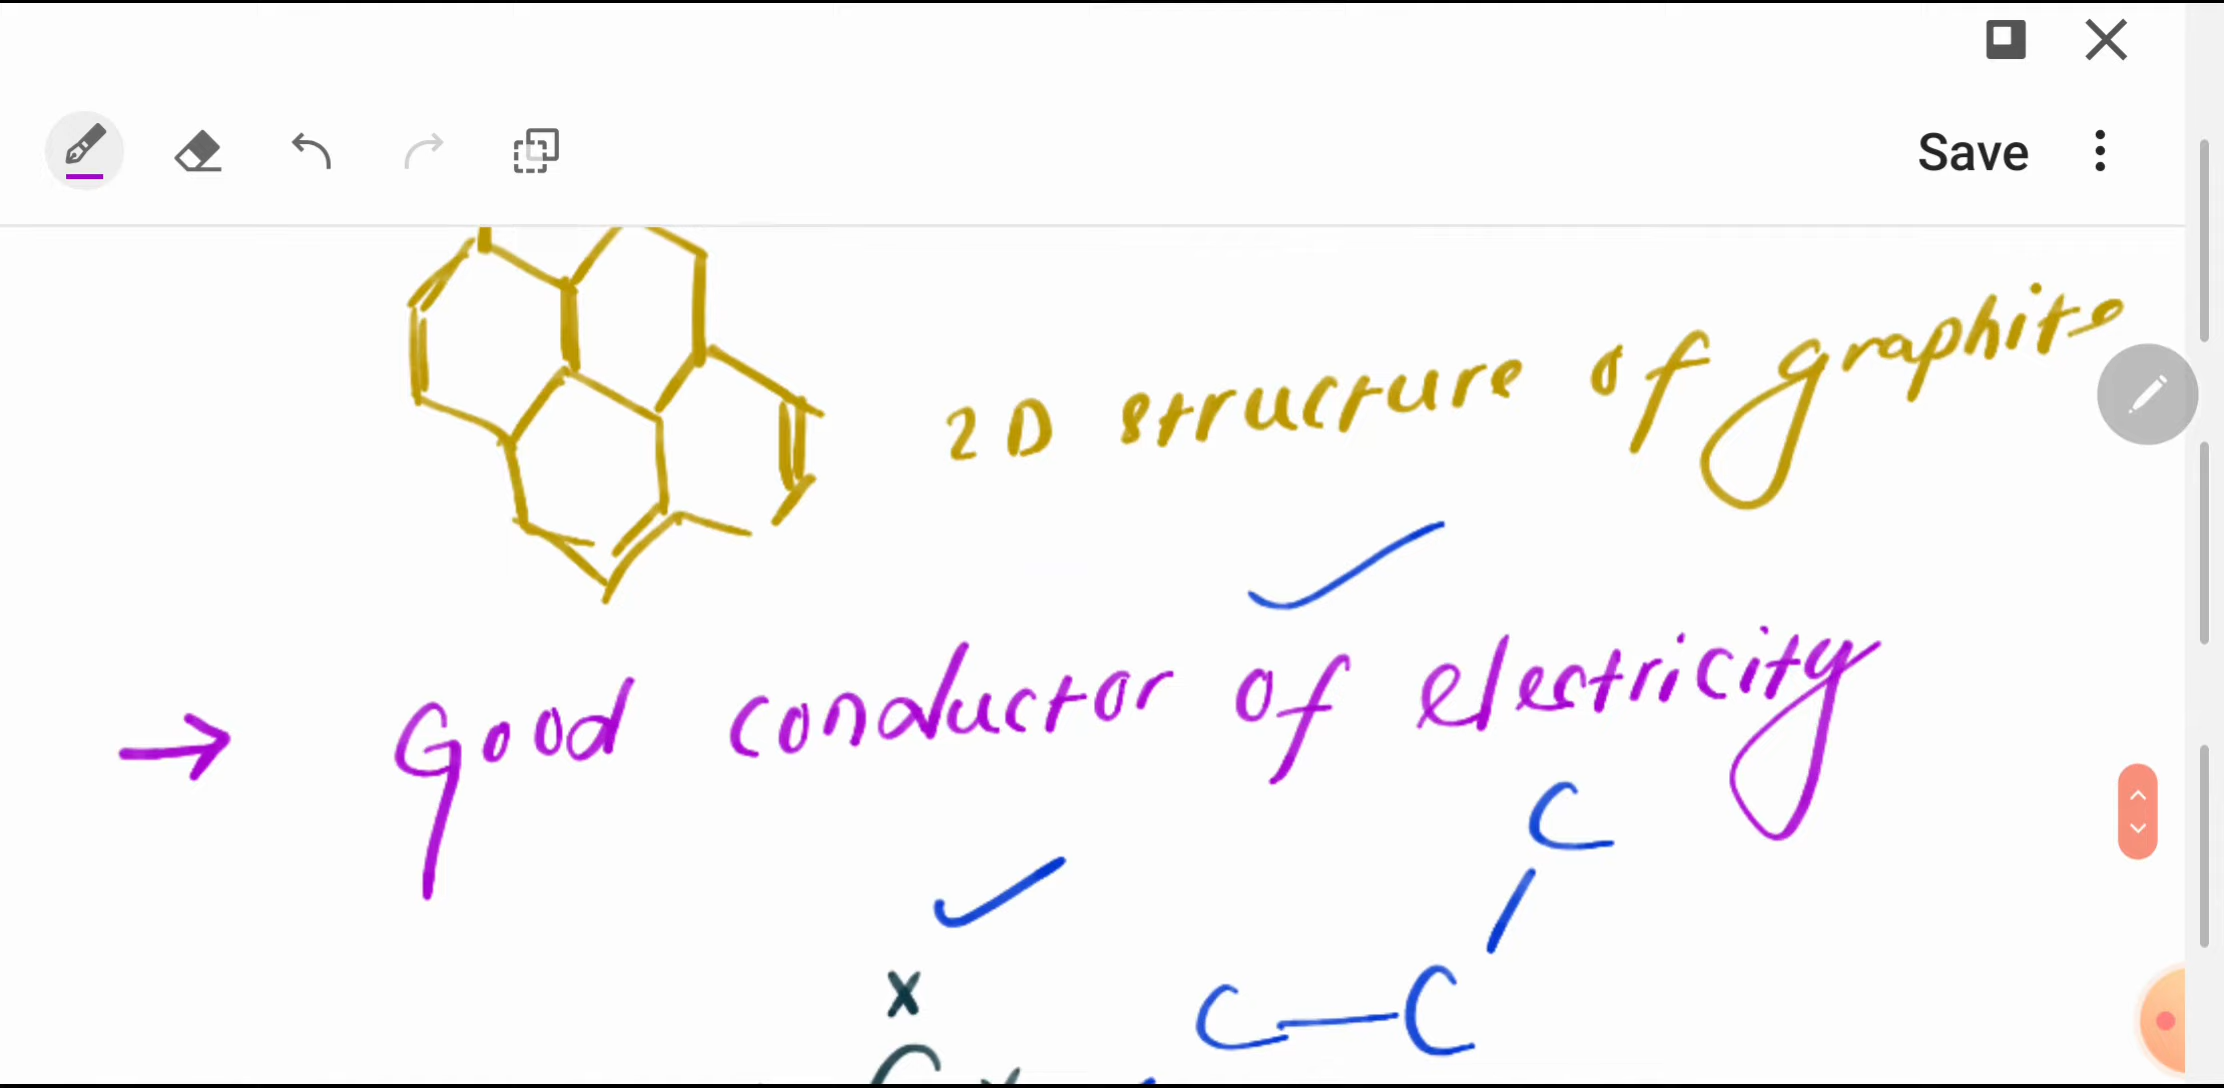 Save
2D structure of graphite
→ Good conductor of electricity
C
x
C—C
C x